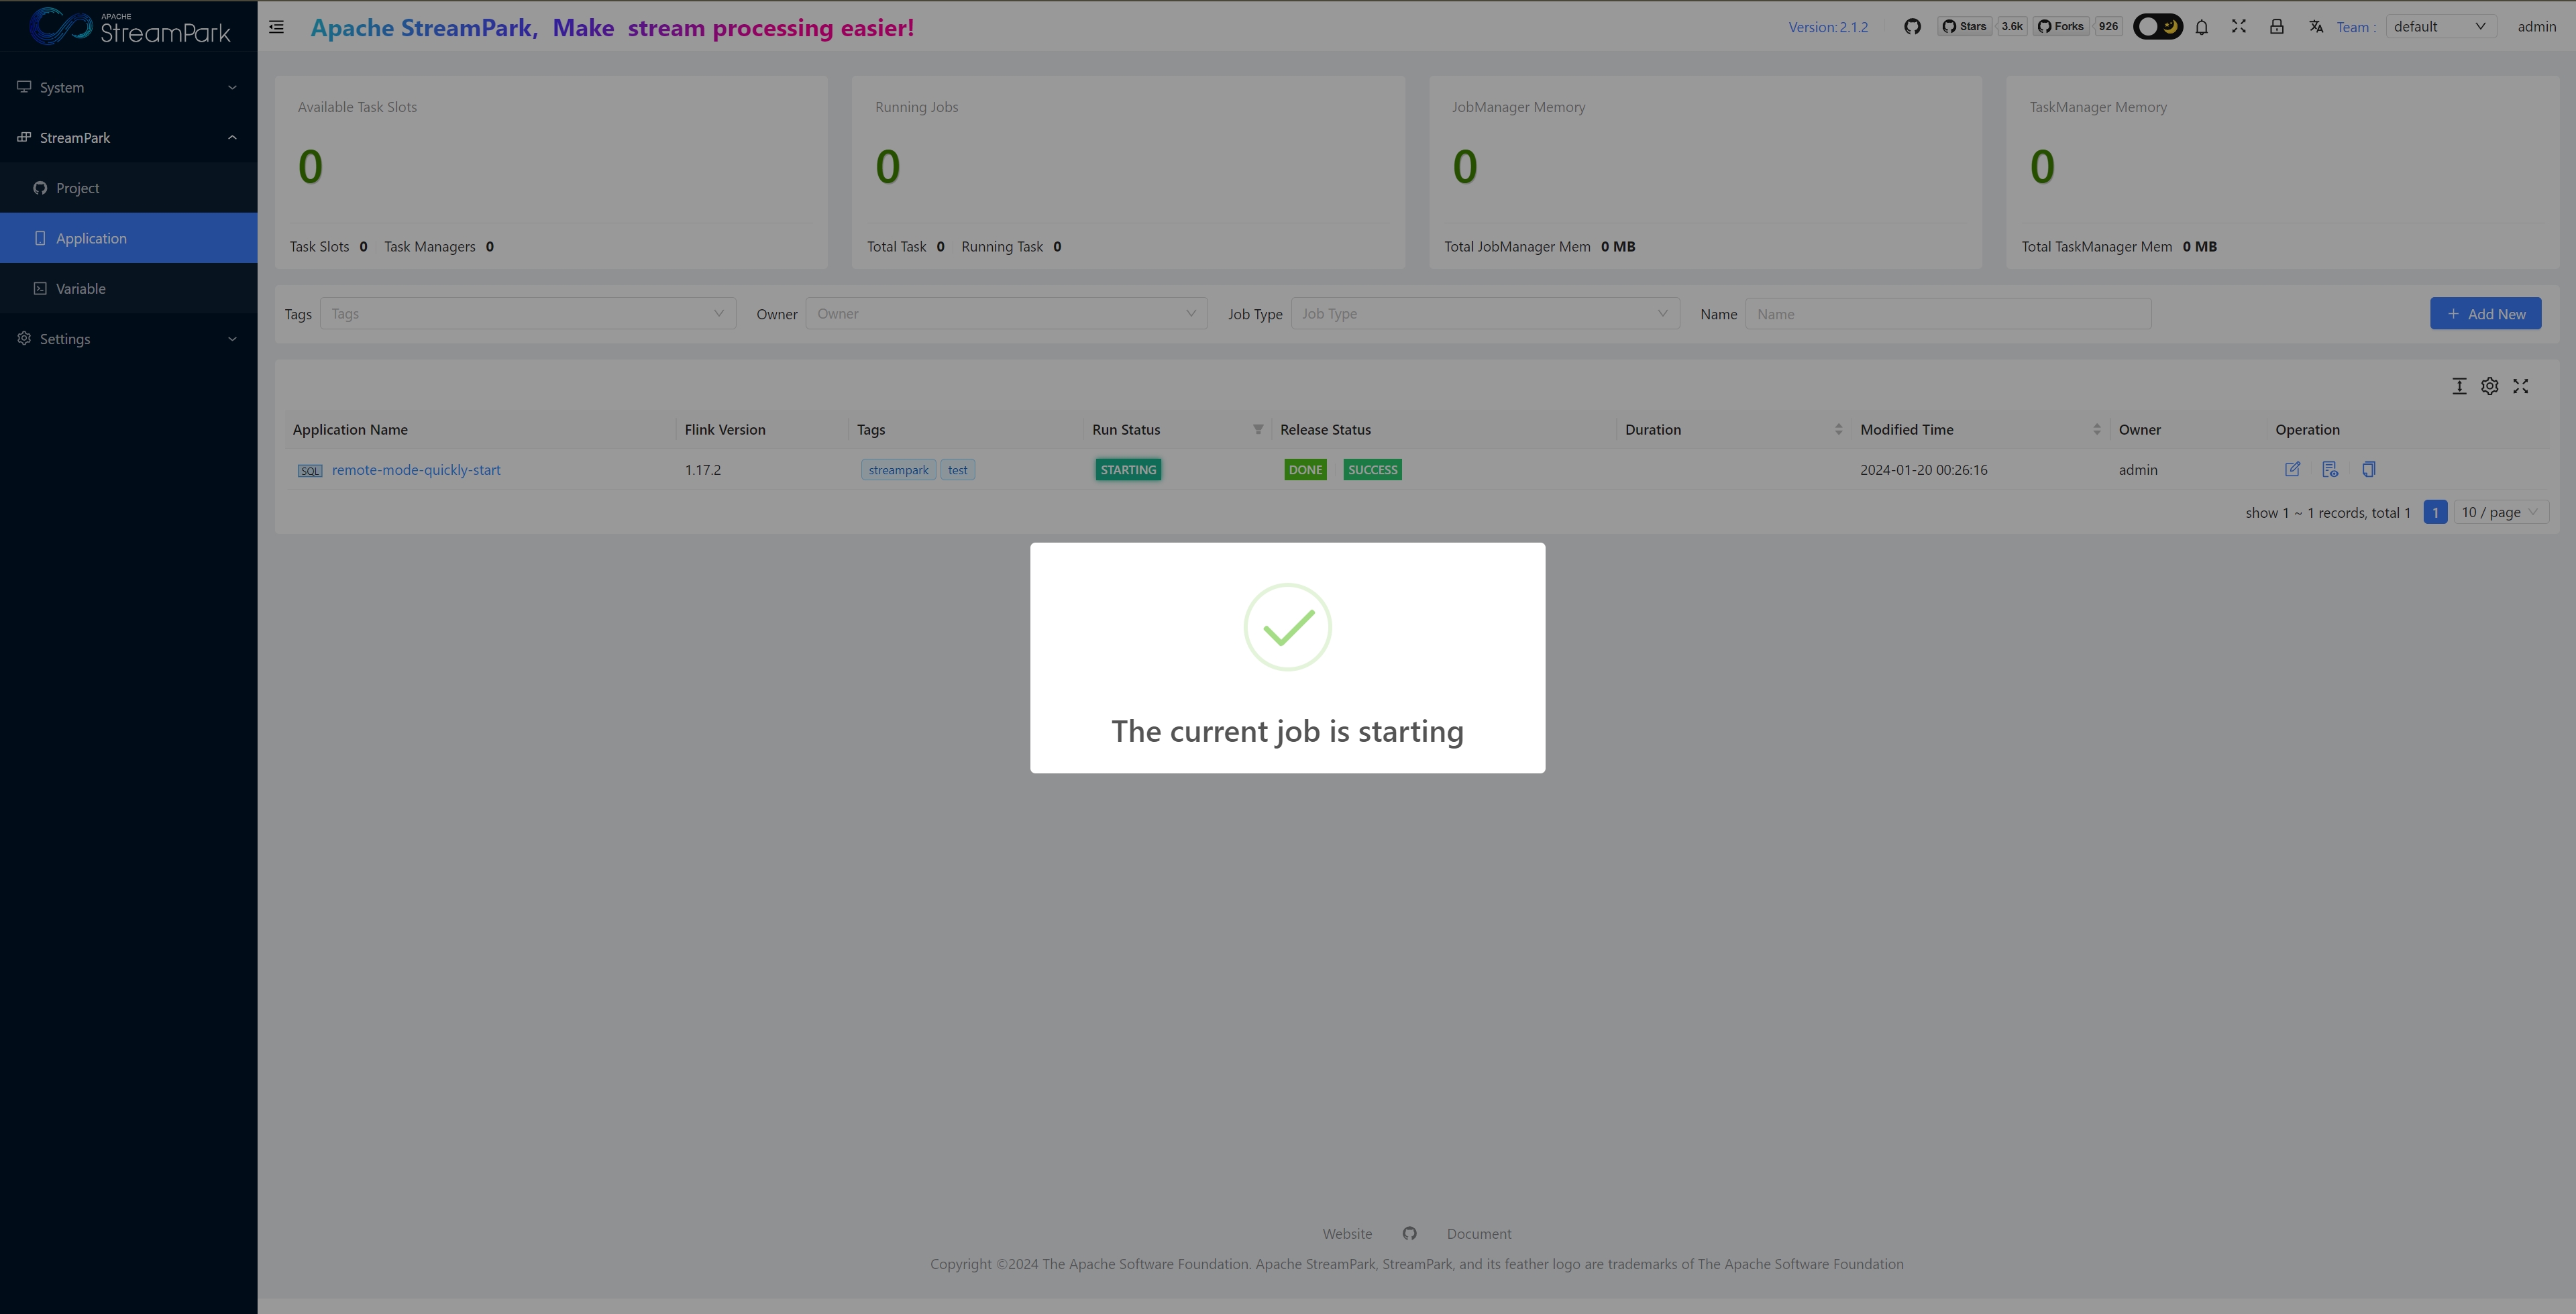 APACHE
StreamPark
Apache StreamPark, Make stream processing easier!
Version: 2.1.2
Stars 3.6k Forks 926
Team : default
admin
System
StreamPark
Project
Application
Variable
Settings
Available Task Slots
0
Task Slots 0 Task Managers 0
Running Jobs
0
Total Task 0 Running Task 0
JobManager Memory
0
Total JobManager Mem 0 MB
TaskManager Memory
0
Total TaskManager Mem 0 MB
Tags Tags Owner Owner Job Type Job Type Name Name Add New
Application Name Flink Version Tags Run Status Release Status Duration Modified Time Owner Operation
SQL remote-mode-quickly-start 1.17.2 streampark test STARTING DONE SUCCESS 2024-01-20 00:26:16 admin
show 1 ~ 1 records, total 1 1 10 / page
The current job is starting
Website Document
Copyright ©2024 The Apache Software Foundation. Apache StreamPark, StreamPark, and its feather logo are trademarks of The Apache Software Foundation